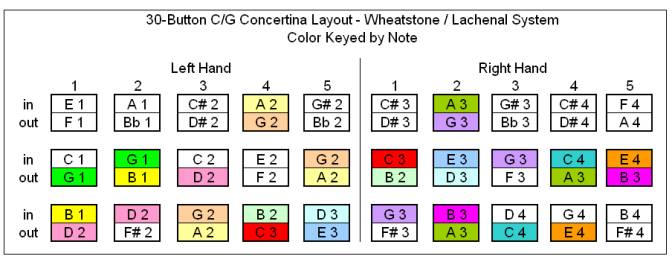 30-Button C/G Concertina Layout - Wheatstone / Lachenal System
Color Keyed by Note
Left Hand Right Hand
1 2 3 4 5 1 2 3 4 5
in E 1 A 1 C# 2 A 2 G# 2 C# 3 A 3 G# 3 C# 4 F 4
out F 1 Bb 1 D# 2 G 2 Bb 2 D# 3 G 3 Bb 3 D# 4 A 4
in C 1 G 1 C 2 E 2 G 2 C 3 E 3 G 3 C 4 E 4
out G 1 B 1 D 2 F 2 A 2 B 2 D 3 F 3 A 3 B 3
in B 1 D 2 G 2 B 2 D 3 G 3 B 3 D 4 G 4 B 4
out D 2 F# 2 A 2 C 3 E 3 F# 3 A 3 C 4 E 4 F# 4